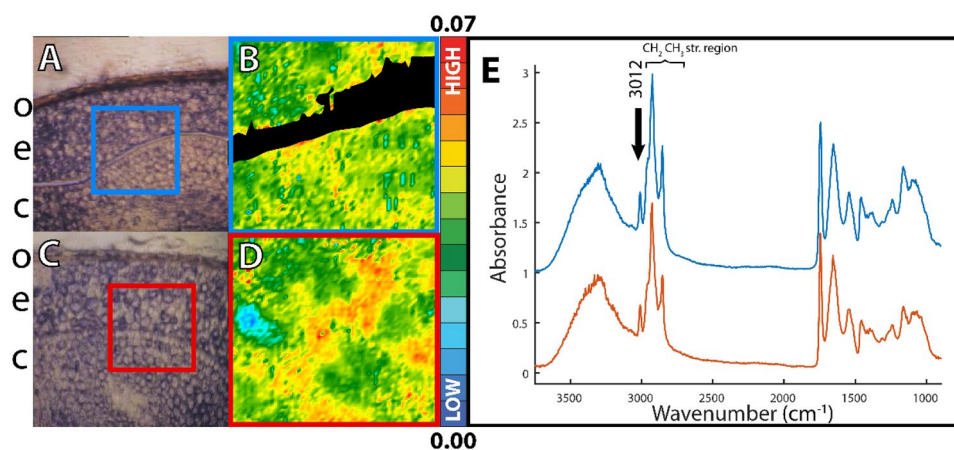 0.07
A
B
HIGH
E
CH2 CH3 str. region
3012
o
e
c
C
D
o
e
c
LOW
0.00
Absorbance
3
2.5
2
1.5
1
0.5
0
3500 3000 2500 2000 1500 1000
Wavenumber (cm⁻¹)